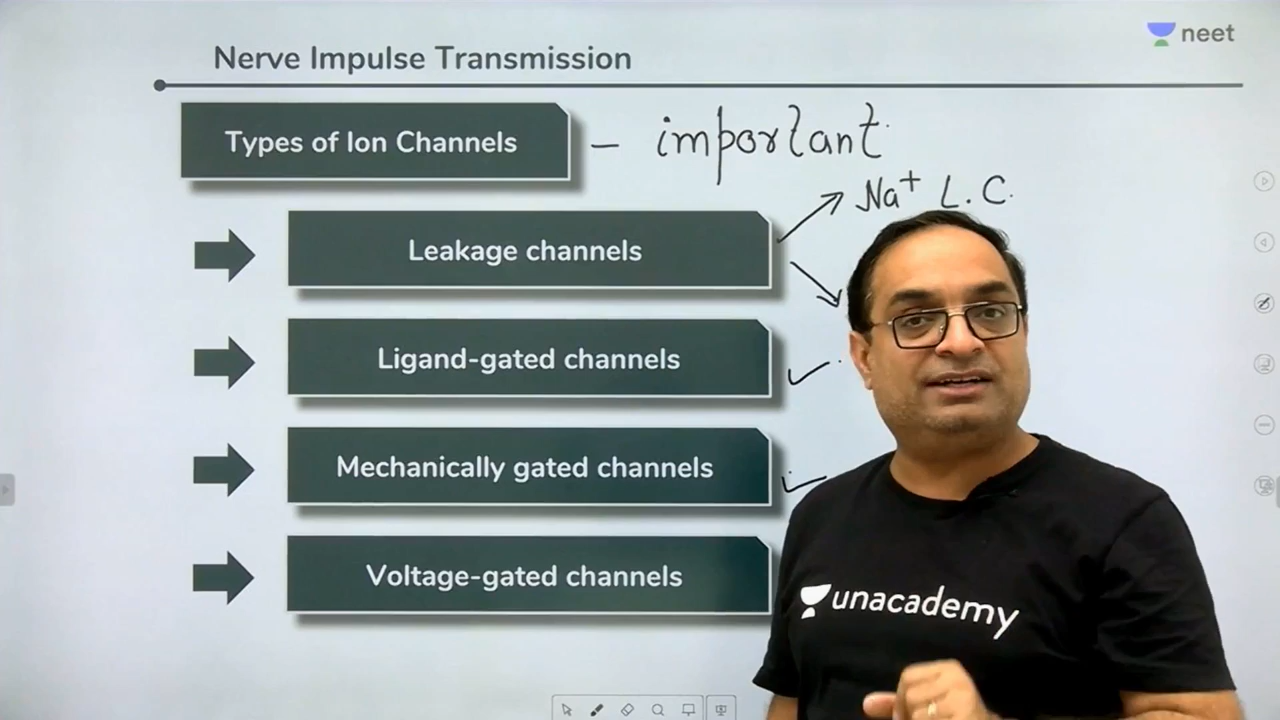 neet
Nerve Impulse Transmission
Types of Ion Channels – important
Na+ L.C.
Leakage channels
Ligand-gated channels
Mechanically gated channels
Voltage-gated channels
unacademy